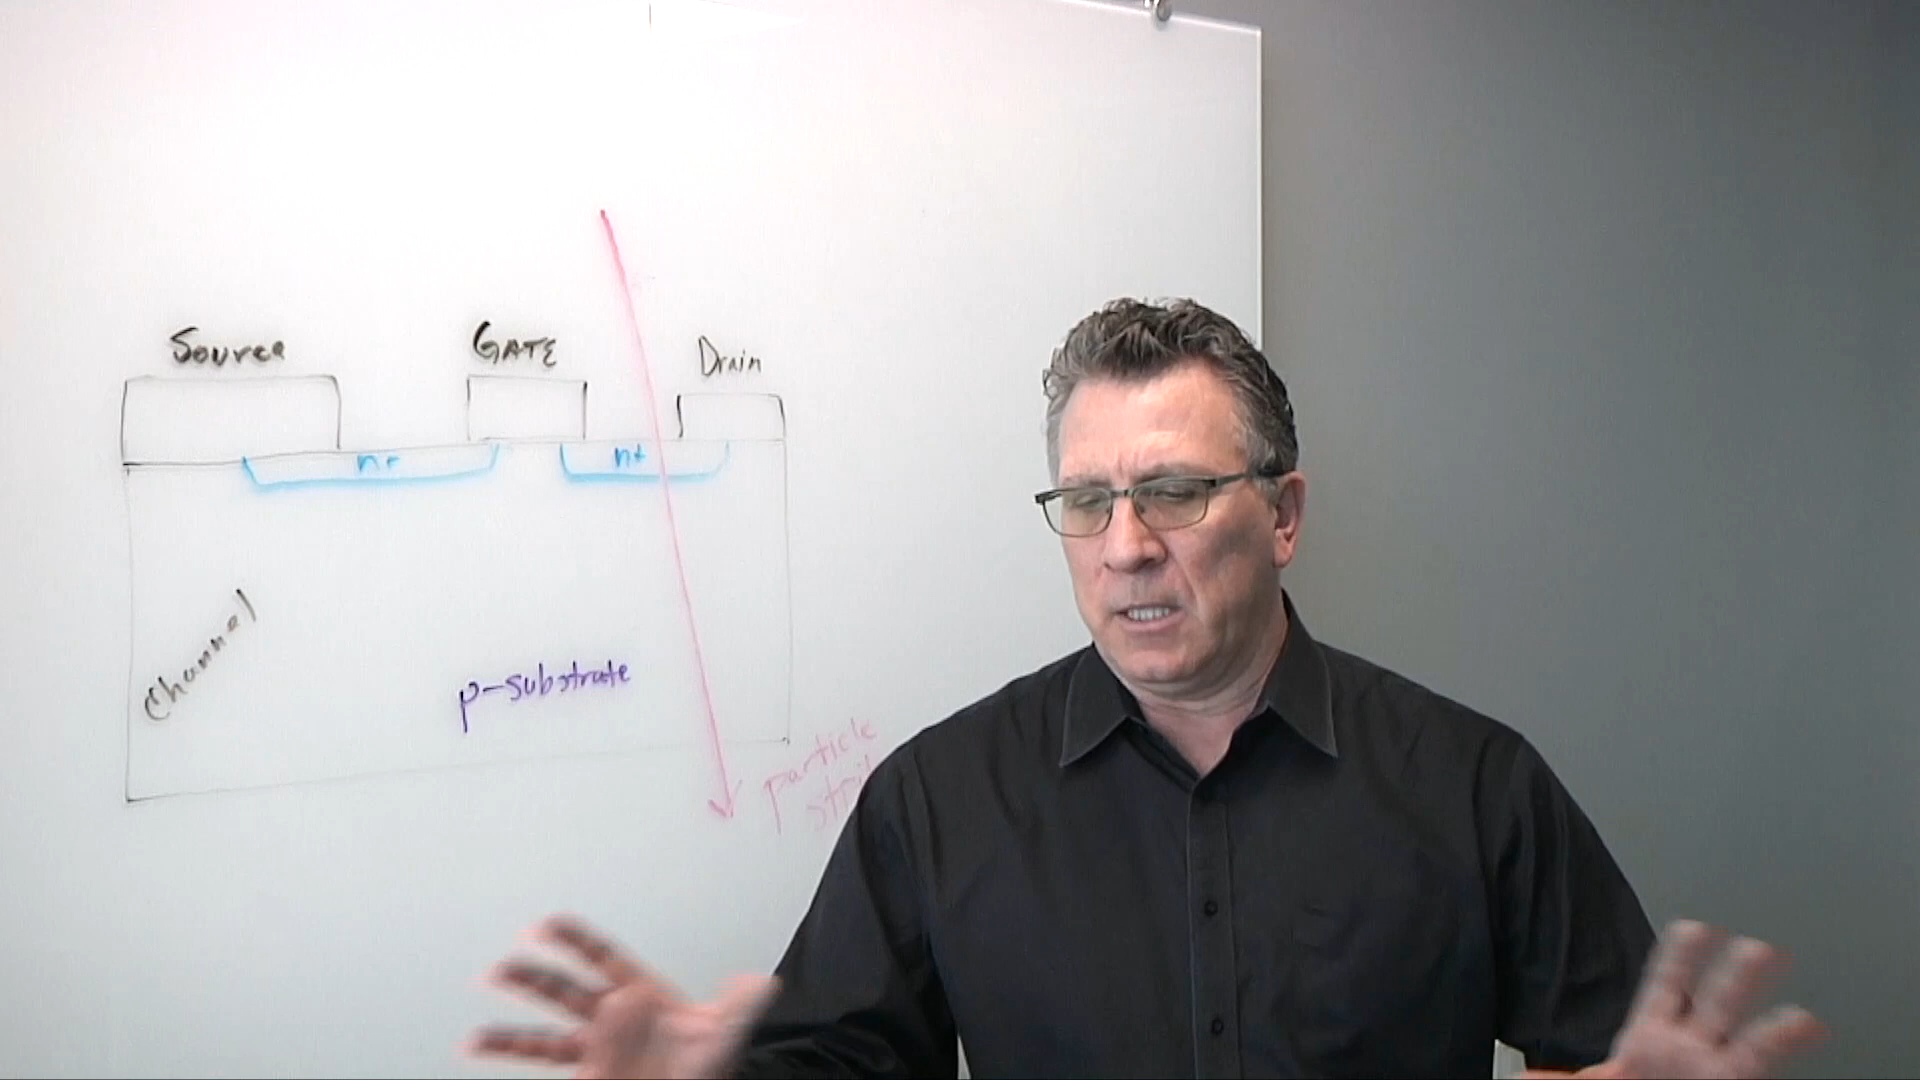 Source
GATE
Drain
n+
n+
Channel
p-substrate
particle